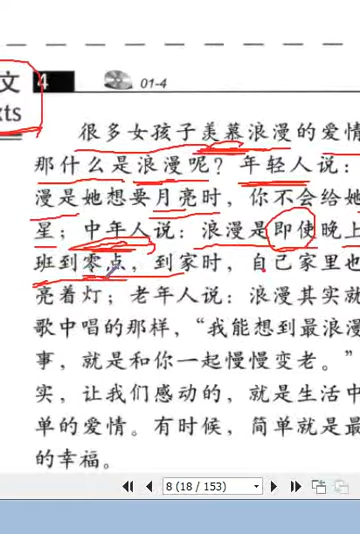 文 4 01-4
xts
很多女孩子羡慕浪漫的爱情
那什么是浪漫呢？年轻人说：
漫是她想要月亮时，你不会给她
星；中年人说：浪漫是即使晚上
班到零点，到家时，自己家里也
亮着灯；老年人说：浪漫其实就
歌中唱的那样，“我能想到最浪漫
事，就是和你一起慢慢变老。”
实，让我们感动的，就是生活中
单的爱情。有时候，简单就是最
的幸福。
8 (18 / 153)